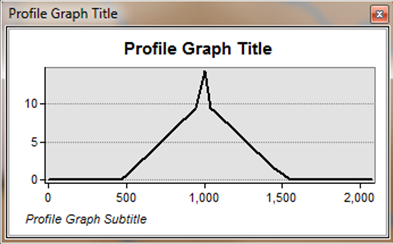 Profile Graph Title
Profile Graph Title
10
5
0
0 500 1,000 1,500 2,000
Profile Graph Subtitle